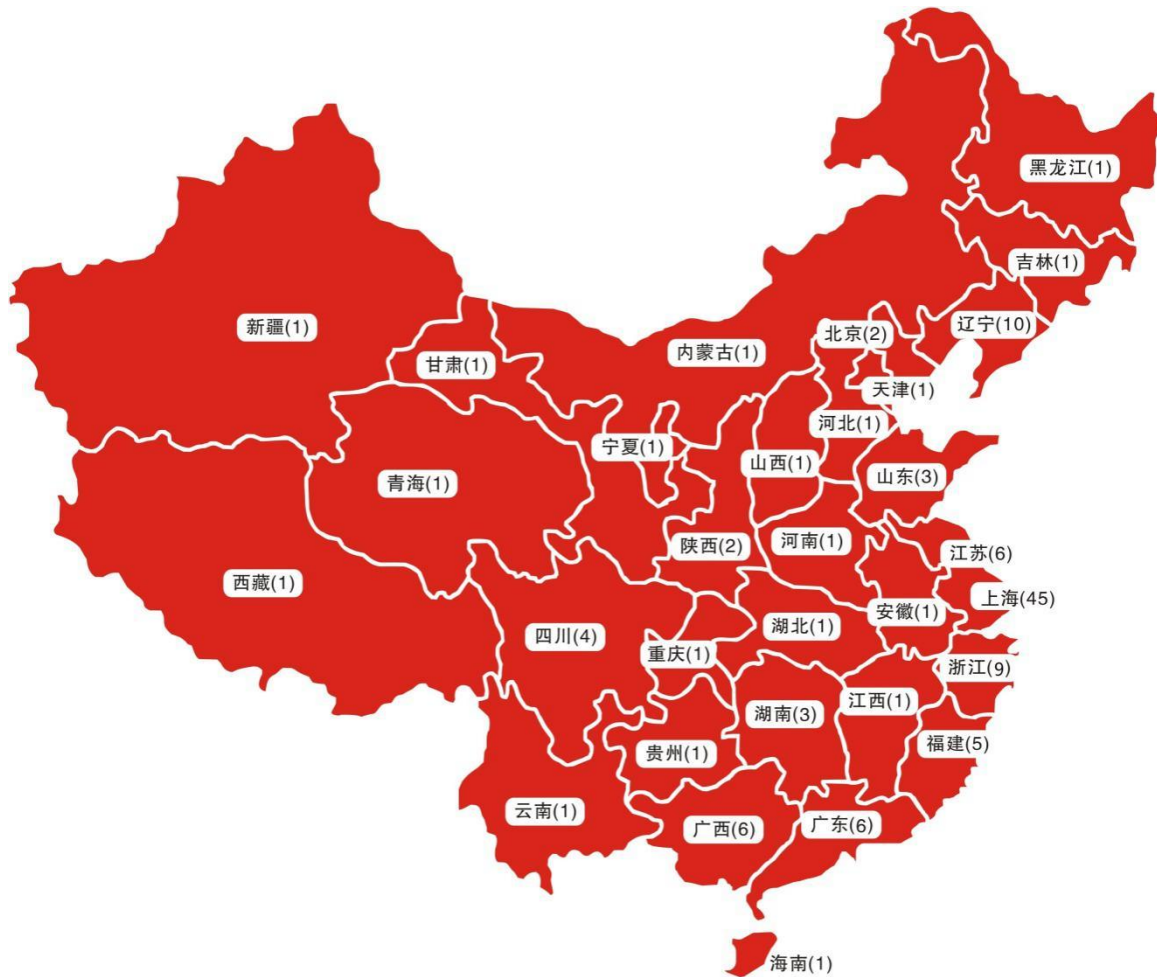 黑龙江(1)
吉林(1)
辽宁(10)
新疆(1)
北京(2)
内蒙古(1)
甘肃(1)
天津(1)
河北(1)
宁夏(1)
山西(1)
山东(3)
青海(1)
陕西(2)
河南(1)
江苏(6)
西藏(1)
上海(45)
安徽(1)
湖北(1)
四川(4)
重庆(1)
浙江(9)
江西(1)
湖南(3)
福建(5)
贵州(1)
云南(1)
广西(6)
广东(6)
海南(1)